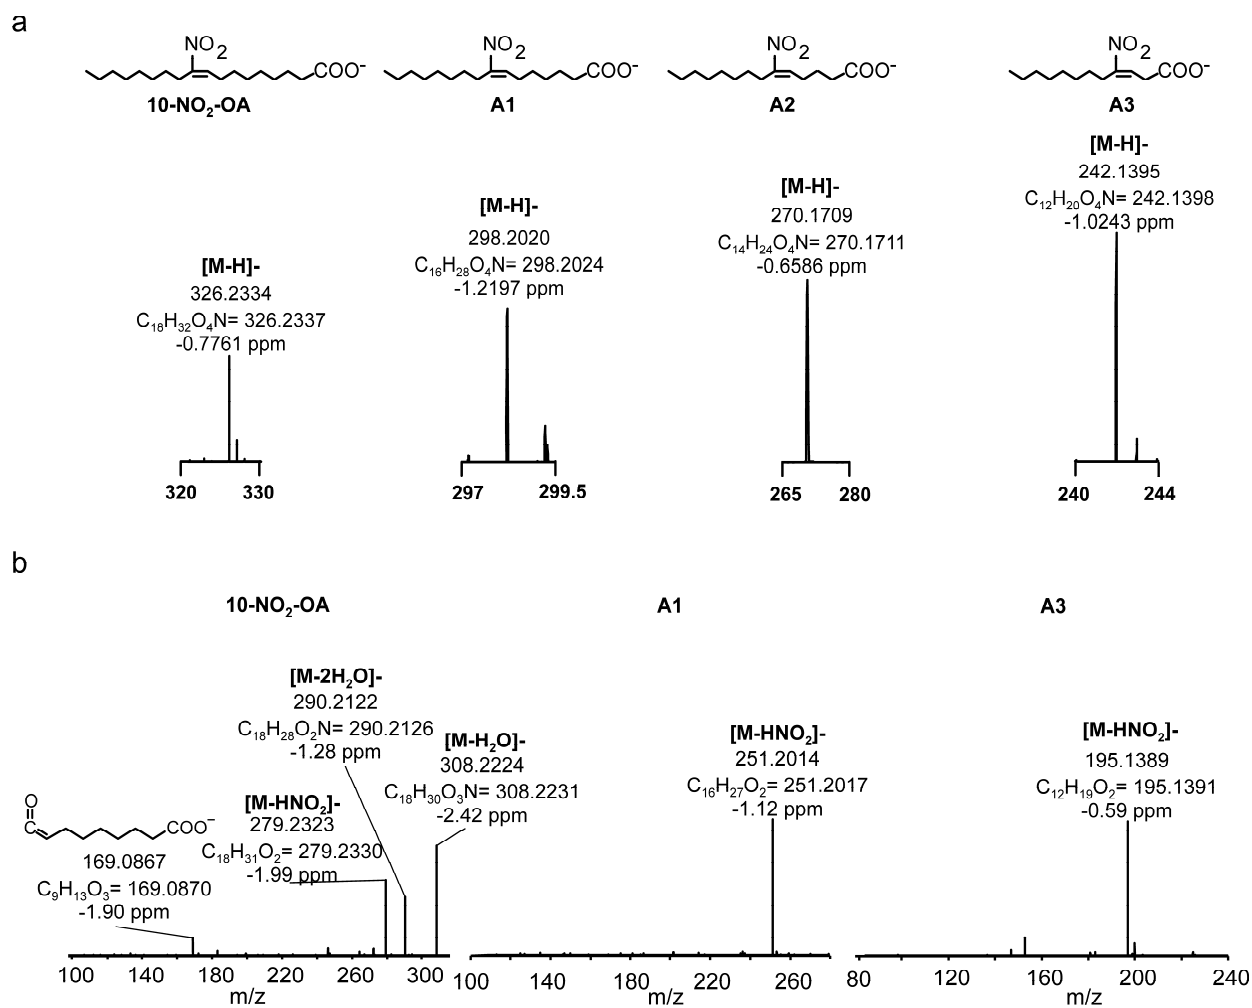 a
NO2
COO-
10-NO2-OA
NO2
COO-
A1
NO2
COO-
A2
NO2
COO-
A3
[M-H]-
326.2334
C18H32O4N= 326.2337
-0.7761 ppm
320 330
[M-H]-
298.2020
C16H28O4N= 298.2024
-1.2197 ppm
297 299.5
[M-H]-
270.1709
C14H24O4N= 270.1711
-0.6586 ppm
265 280
[M-H]-
242.1395
C12H20O4N= 242.1398
-1.0243 ppm
240 244
b
10-NO2-OA
[M-2H2O]-
290.2122
C18H28O2N= 290.2126
-1.28 ppm
[M-H2O]-
308.2224
C18H30O3N= 308.2231
-2.42 ppm
[M-HNO2]-
279.2323
C18H31O2= 279.2330
-1.99 ppm
O
C
COO-
169.0867
C9H13O3= 169.0870
-1.90 ppm
100 140 180 220 260 300
m/z
A1
[M-HNO2]-
251.2014
C16H27O2= 251.2017
-1.12 ppm
100 140 180 220 260
m/z
A3
[M-HNO2]-
195.1389
C12H19O2= 195.1391
-0.59 ppm
80 120 160 200 240
m/z